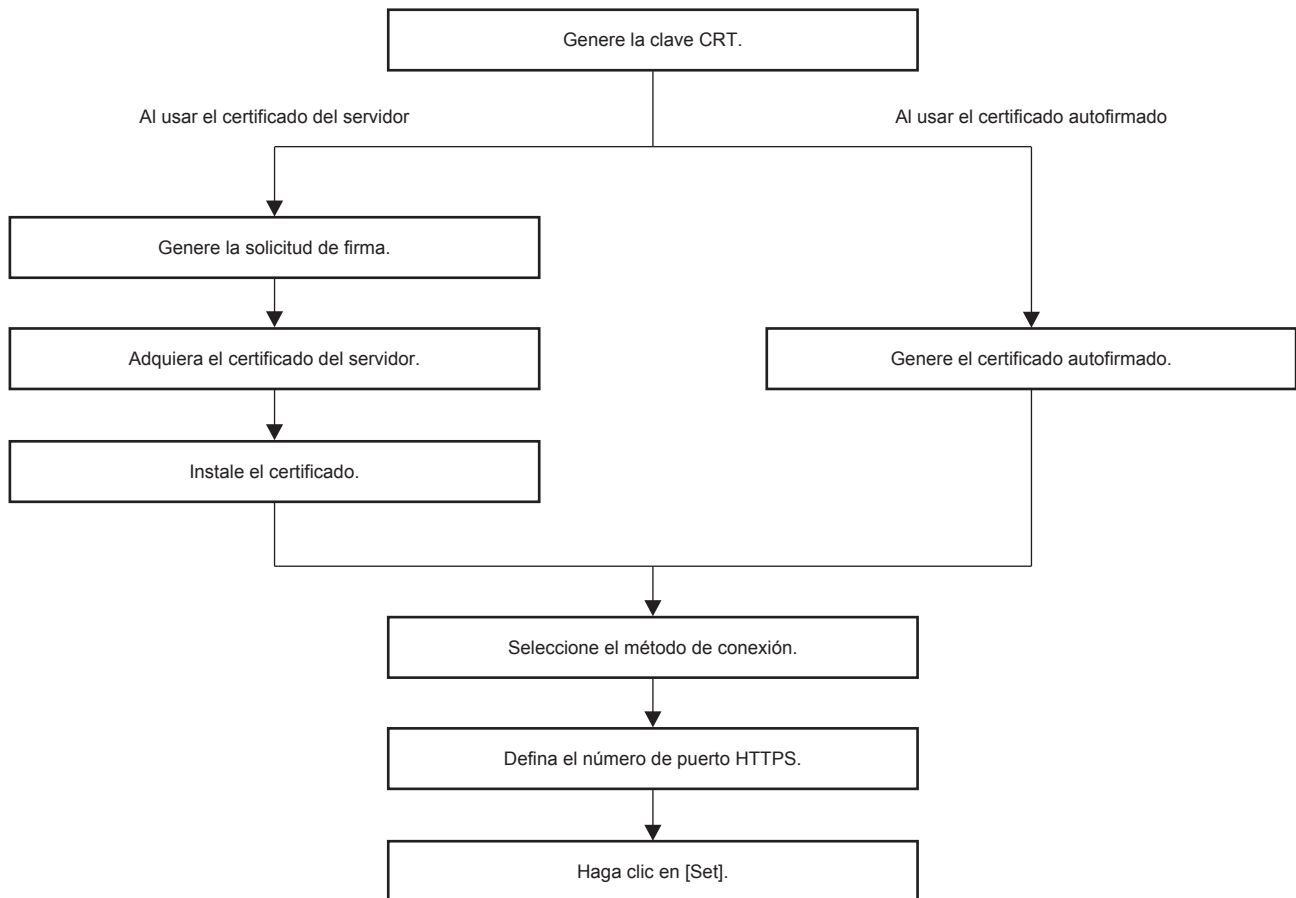 Genere la clave CRT.
Al usar el certificado del servidor
Al usar el certificado autofirmado
Genere la solicitud de firma.
Adquiera el certificado del servidor.
Genere el certificado autofirmado.
Instale el certificado.
Seleccione el método de conexión.
Defina el número de puerto HTTPS.
Haga clic en [Set].